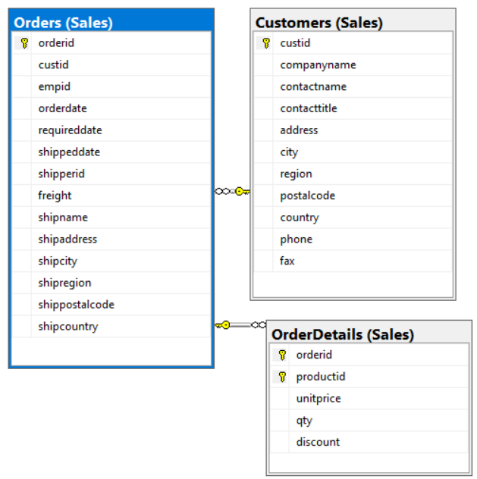 Orders (Sales)
orderid
custid
empid
orderdate
requireddate
shippeddate
shipperid
freight
shipname
shipaddress
shipcity
shipregion
shippostalcode
shipcountry
Customers (Sales)
custid
companyname
contactname
contacttitle
address
city
region
postalcode
country
phone
fax
OrderDetails (Sales)
orderid
productid
unitprice
qty
discount